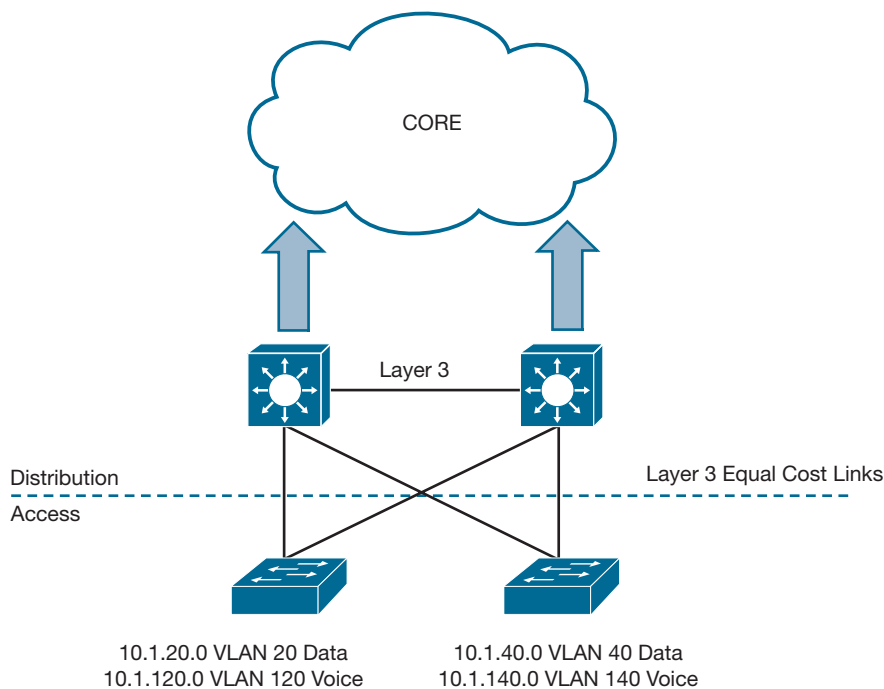 CORE
Layer 3
Distribution
Layer 3 Equal Cost Links
Access
10.1.20.0 VLAN 20 Data
10.1.120.0 VLAN 120 Voice
10.1.40.0 VLAN 40 Data
10.1.140.0 VLAN 140 Voice